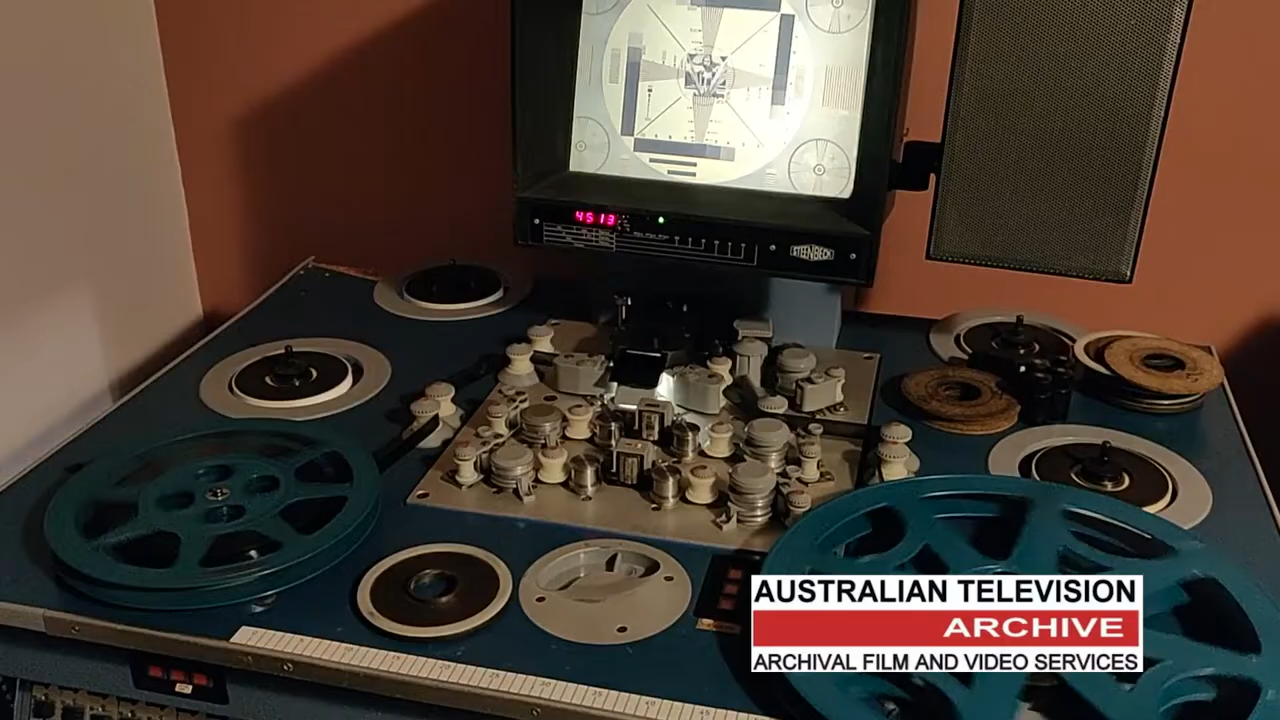 4513
STEENBECK
AUSTRALIAN TELEVISION
ARCHIVE
ARCHIVAL FILM AND VIDEO SERVICES